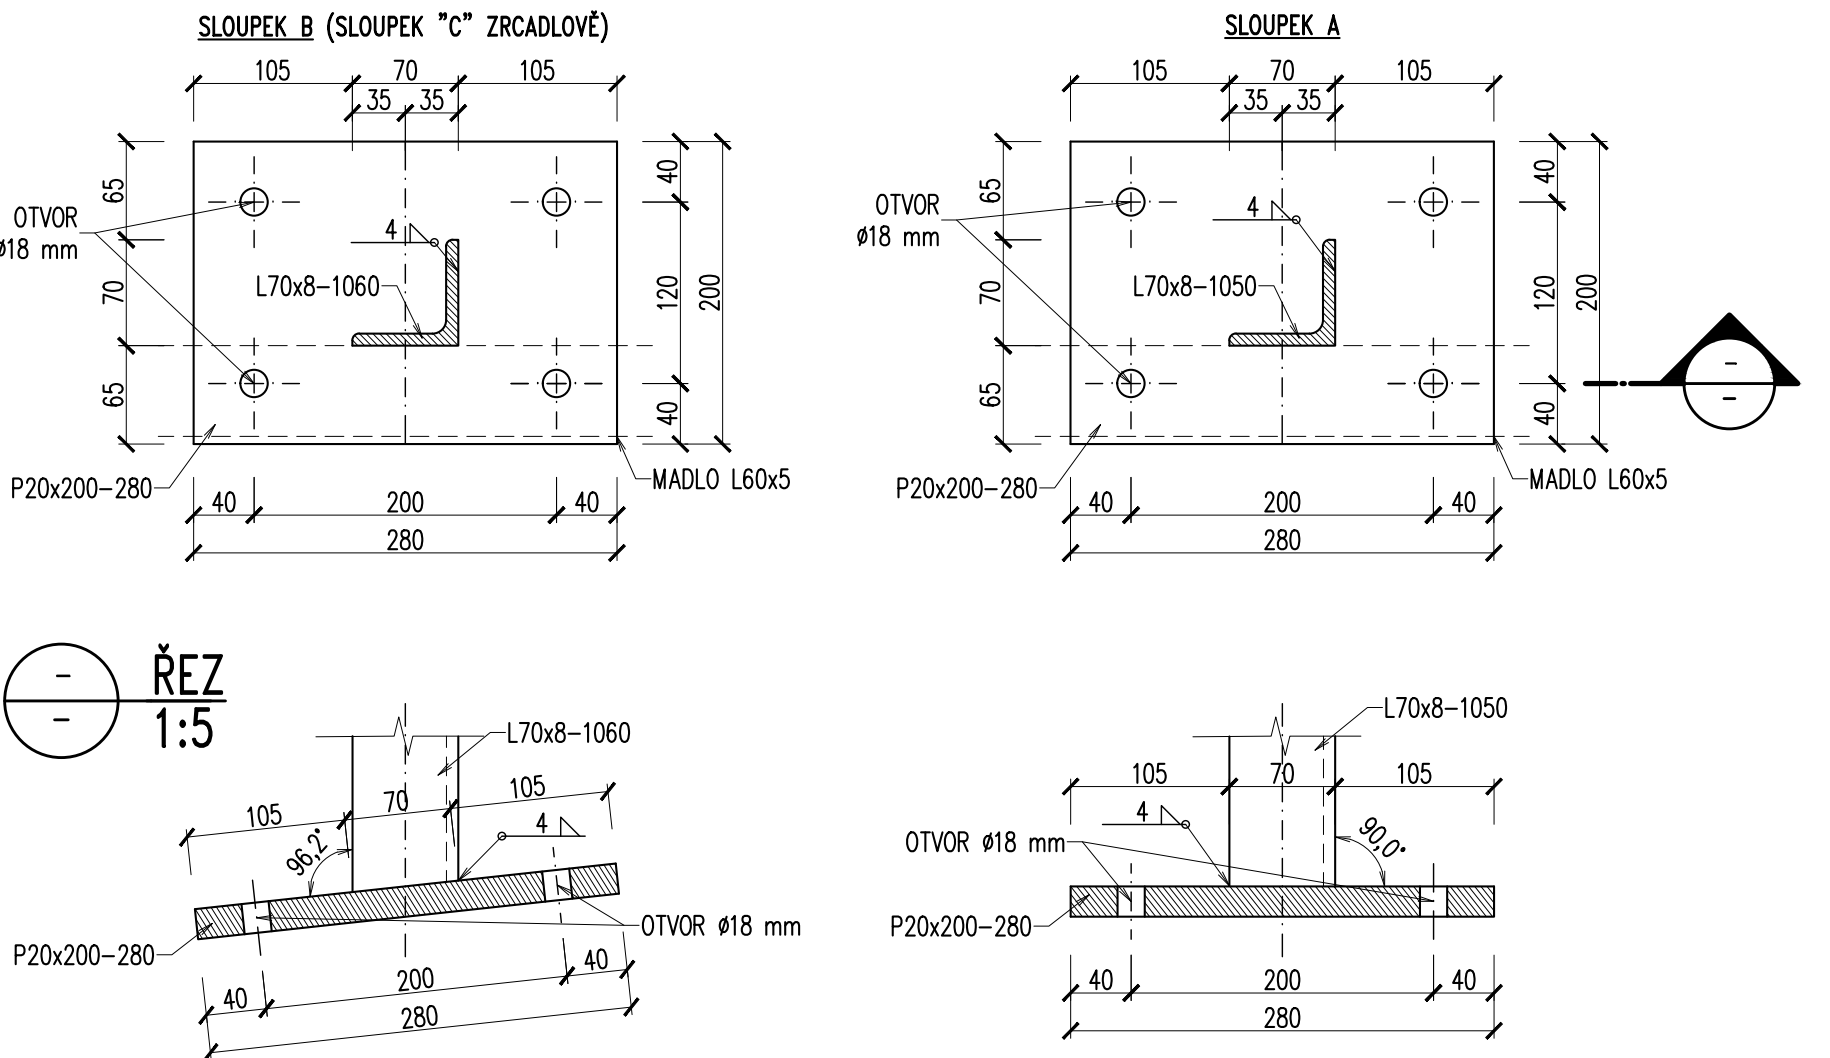 SLOUPEK B (SLOUPEK "C" ZRCADLOVĚ)
105 70 105
35 35
65
70
65
40
120
40
200
OTVOR
ø18 mm
4
L70x8-1060
P20x200-280
MADLO L60x5
40 200 40
280
SLOUPEK A
105 70 105
35 35
65
70
65
40
120
40
200
OTVOR
ø18 mm
4
L70x8-1050
P20x200-280
MADLO L60x5
40 200 40
280
-
-
-
-
ŘEZ
1:5
L70x8-1060
105 70 105
96,2°
4
OTVOR ø18 mm
P20x200-280
40 200 40
280
L70x8-1050
105 70 105
4
90,0°
OTVOR ø18 mm
P20x200-280
40 200 40
280